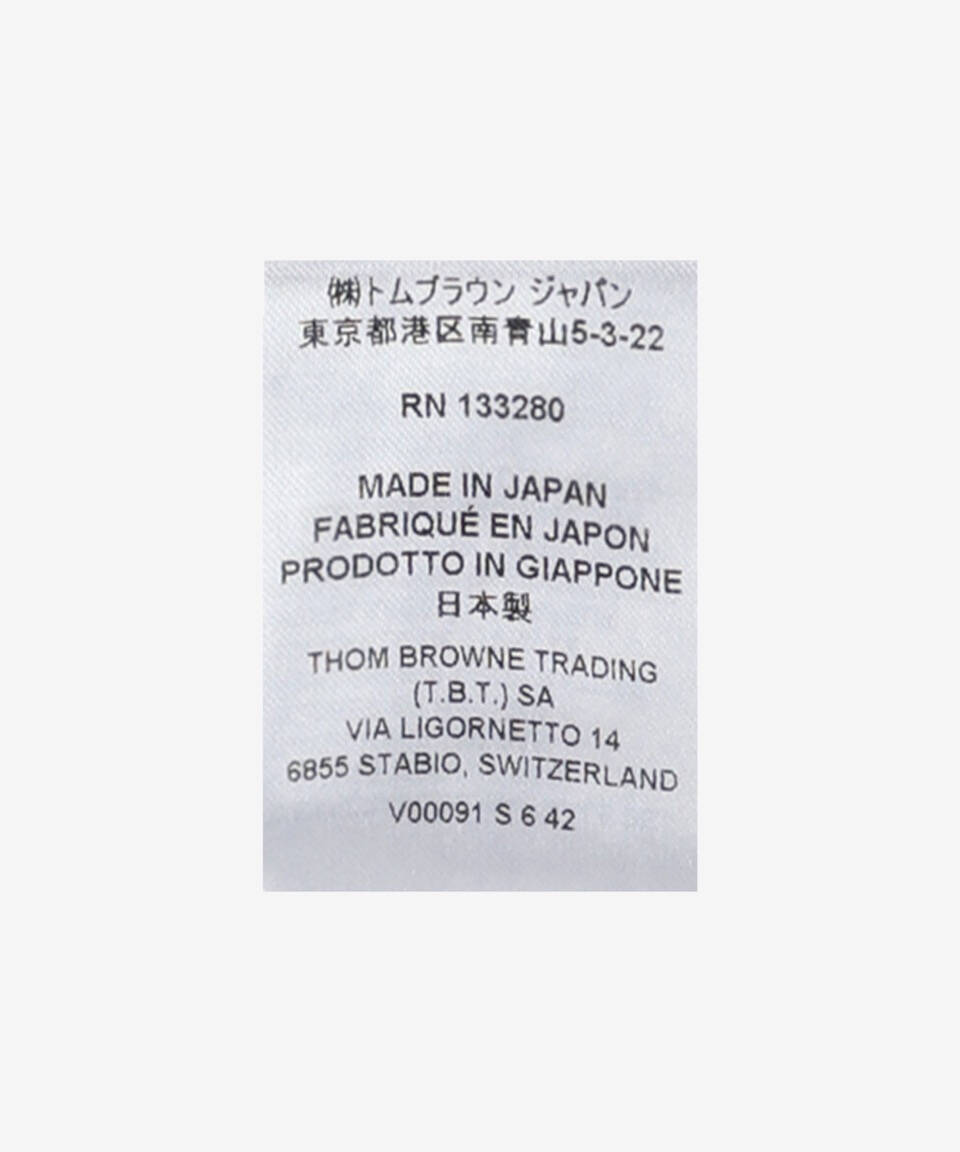 ㈱トムブラウン ジャパン
東京都港区南青山5-3-22
RN 133280
MADE IN JAPAN
FABRIQUÉ EN JAPON
PRODOTTO IN GIAPPONE
日本製
THOM BROWNE TRADING
(T.B.T.) SA
VIA LIGORNETTO 14
6855 STABIO, SWITZERLAND
V00091 S 6 42